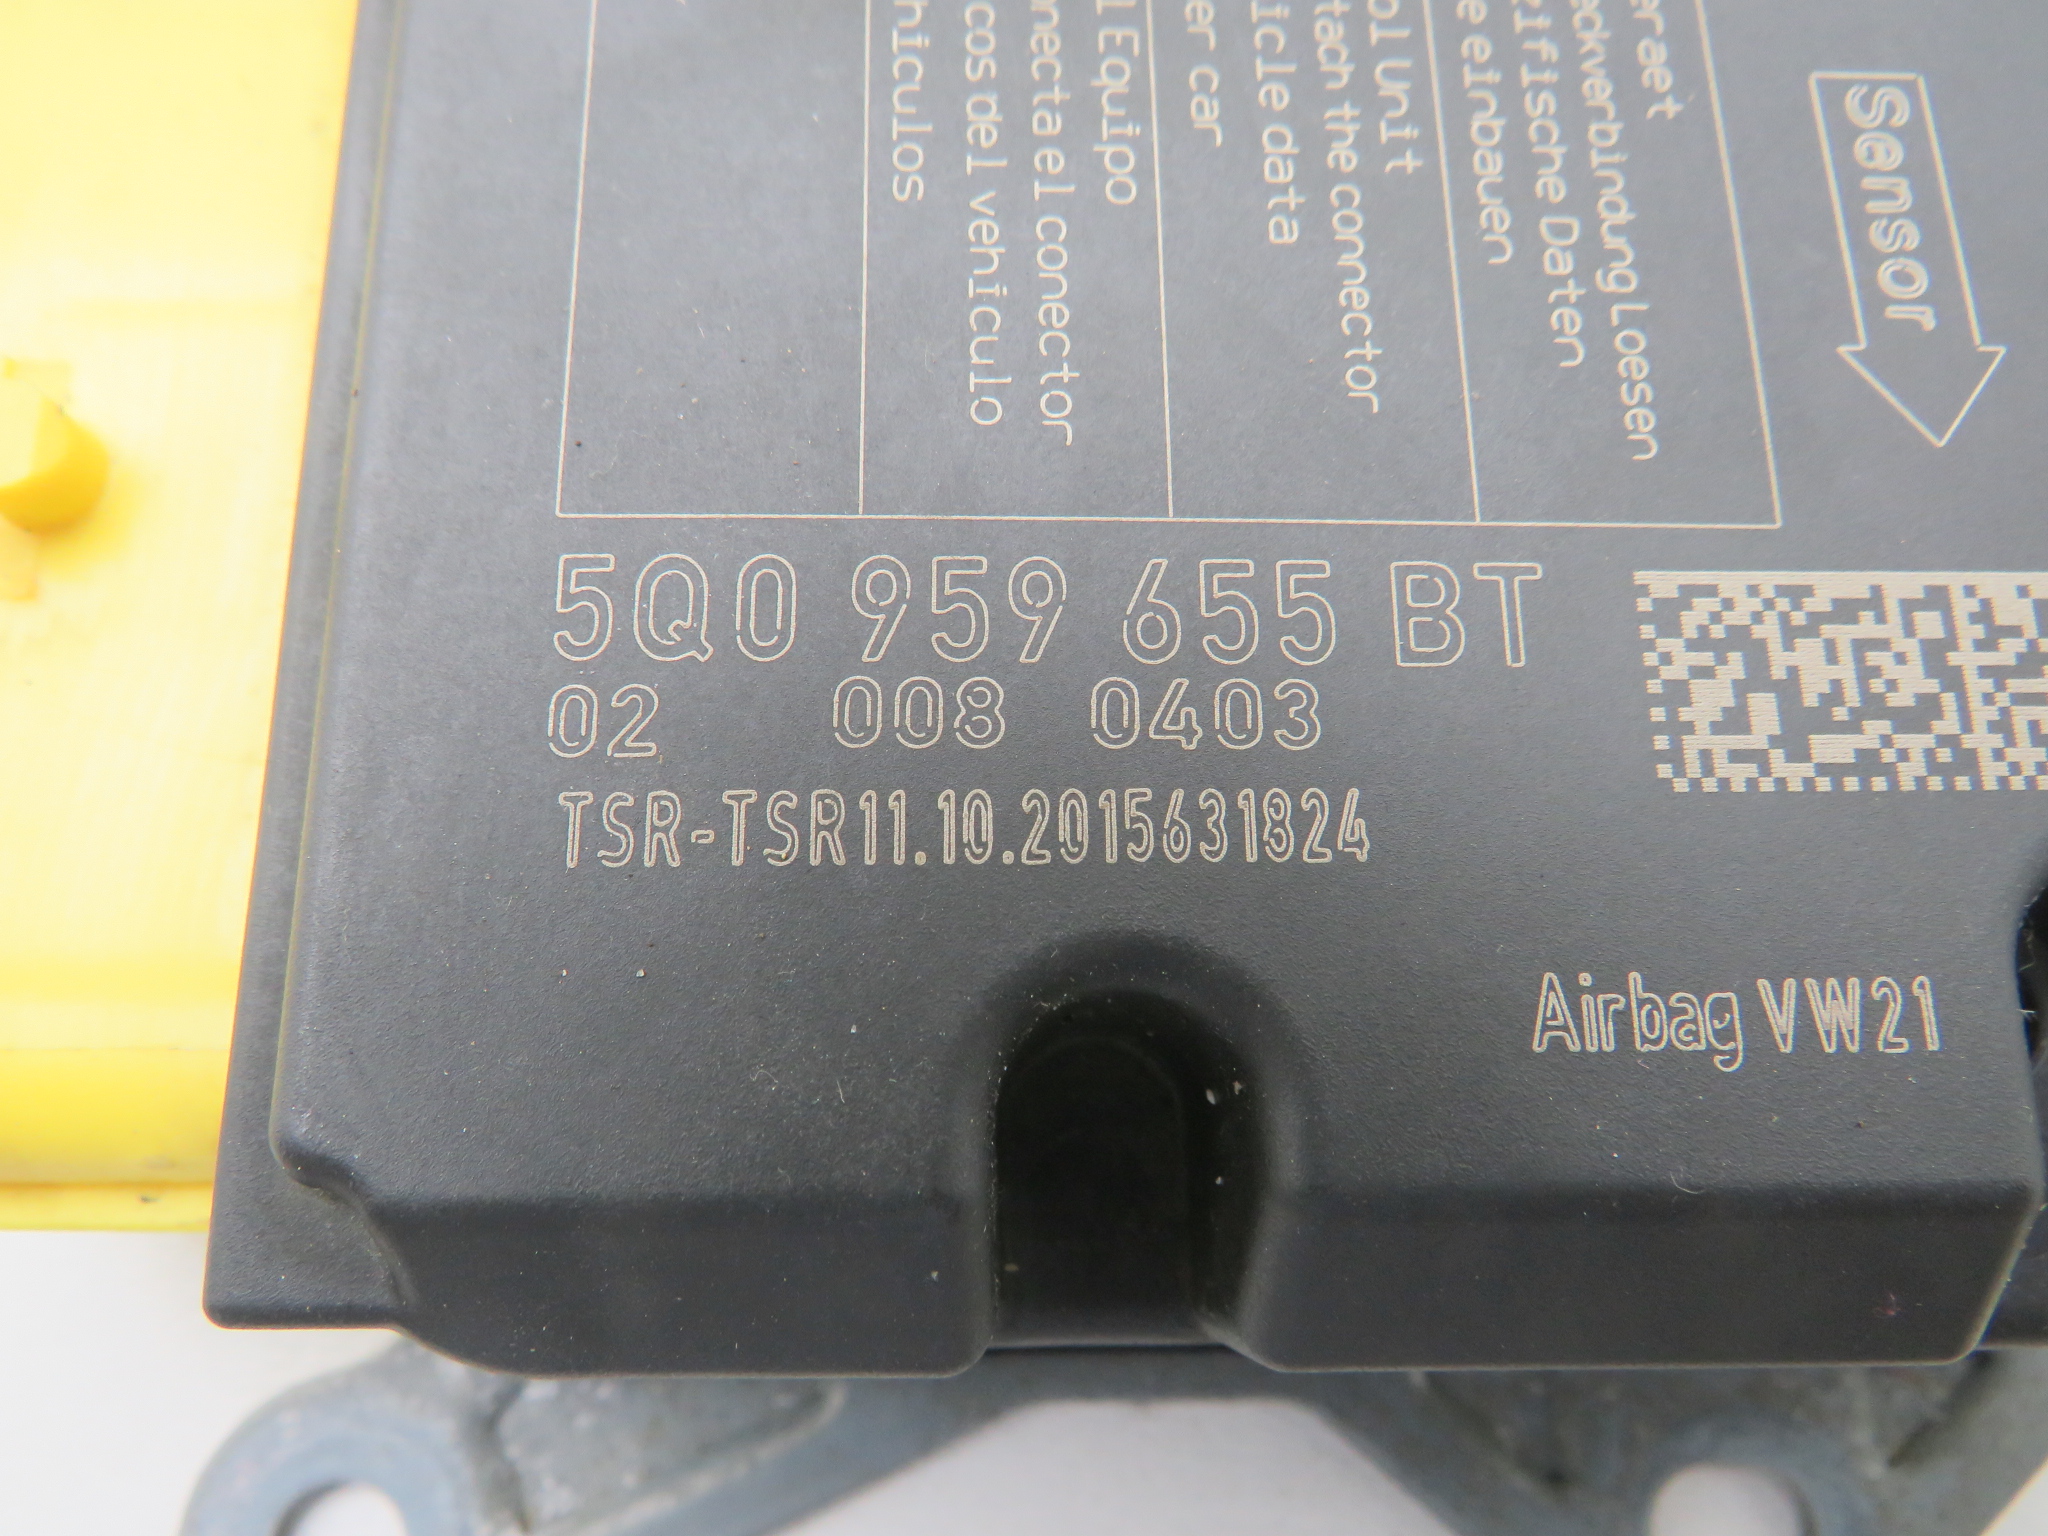 eraet
eckverbindung Loesen
ifische Daten
e einbauen
ol Unit
tach the connector
icle data
er car
l Equipo
necta el conector
cos del vehiculo
hiculos
Sensor
5Q0 959 655 BT
02 008 0403
TSR-TSR11.10.2015631824
Airbag VW21